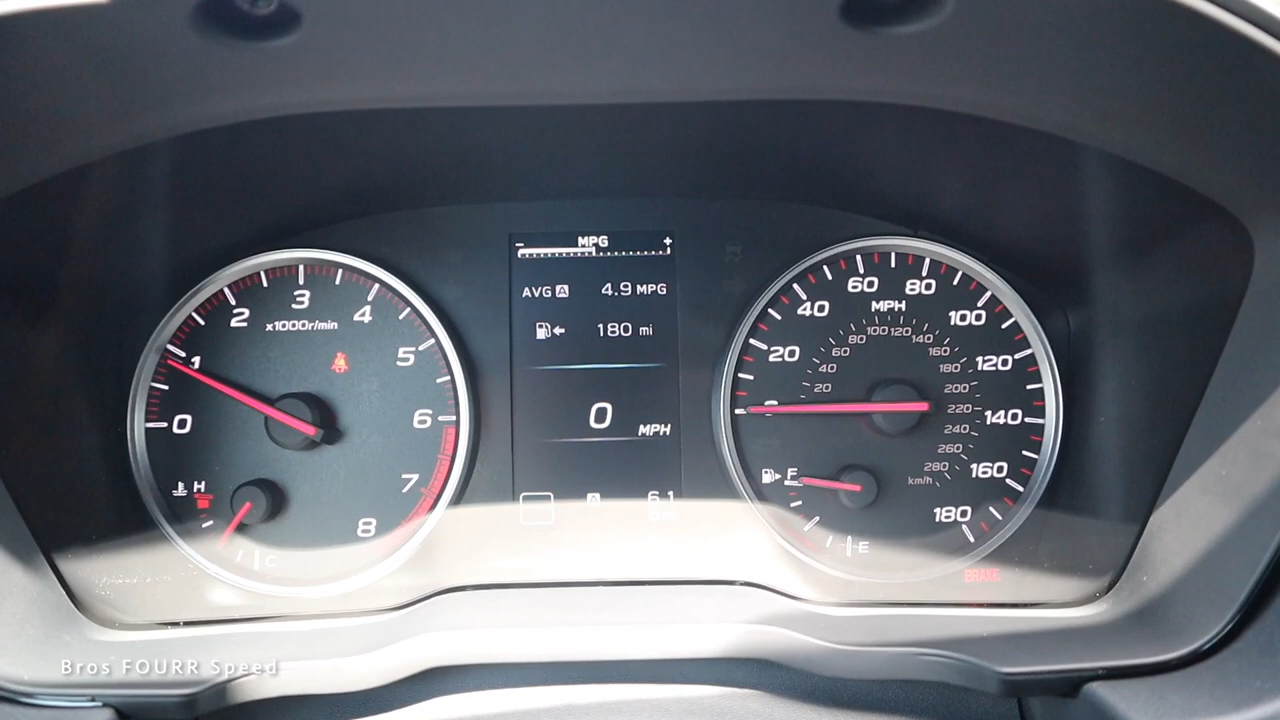 0
1
2
3
4
5
6
7
8
x1000r/min
H
C
- MPG +
AVG A 4.9 MPG
180 mi
0
MPH
A 6.1
20
40
60
80
100
120
140
160
180
MPH
20
40
60
80
100
120
140
160
180
200
220
240
260
280
km/h
F
E
BRAKE
Bros FOURR Speed